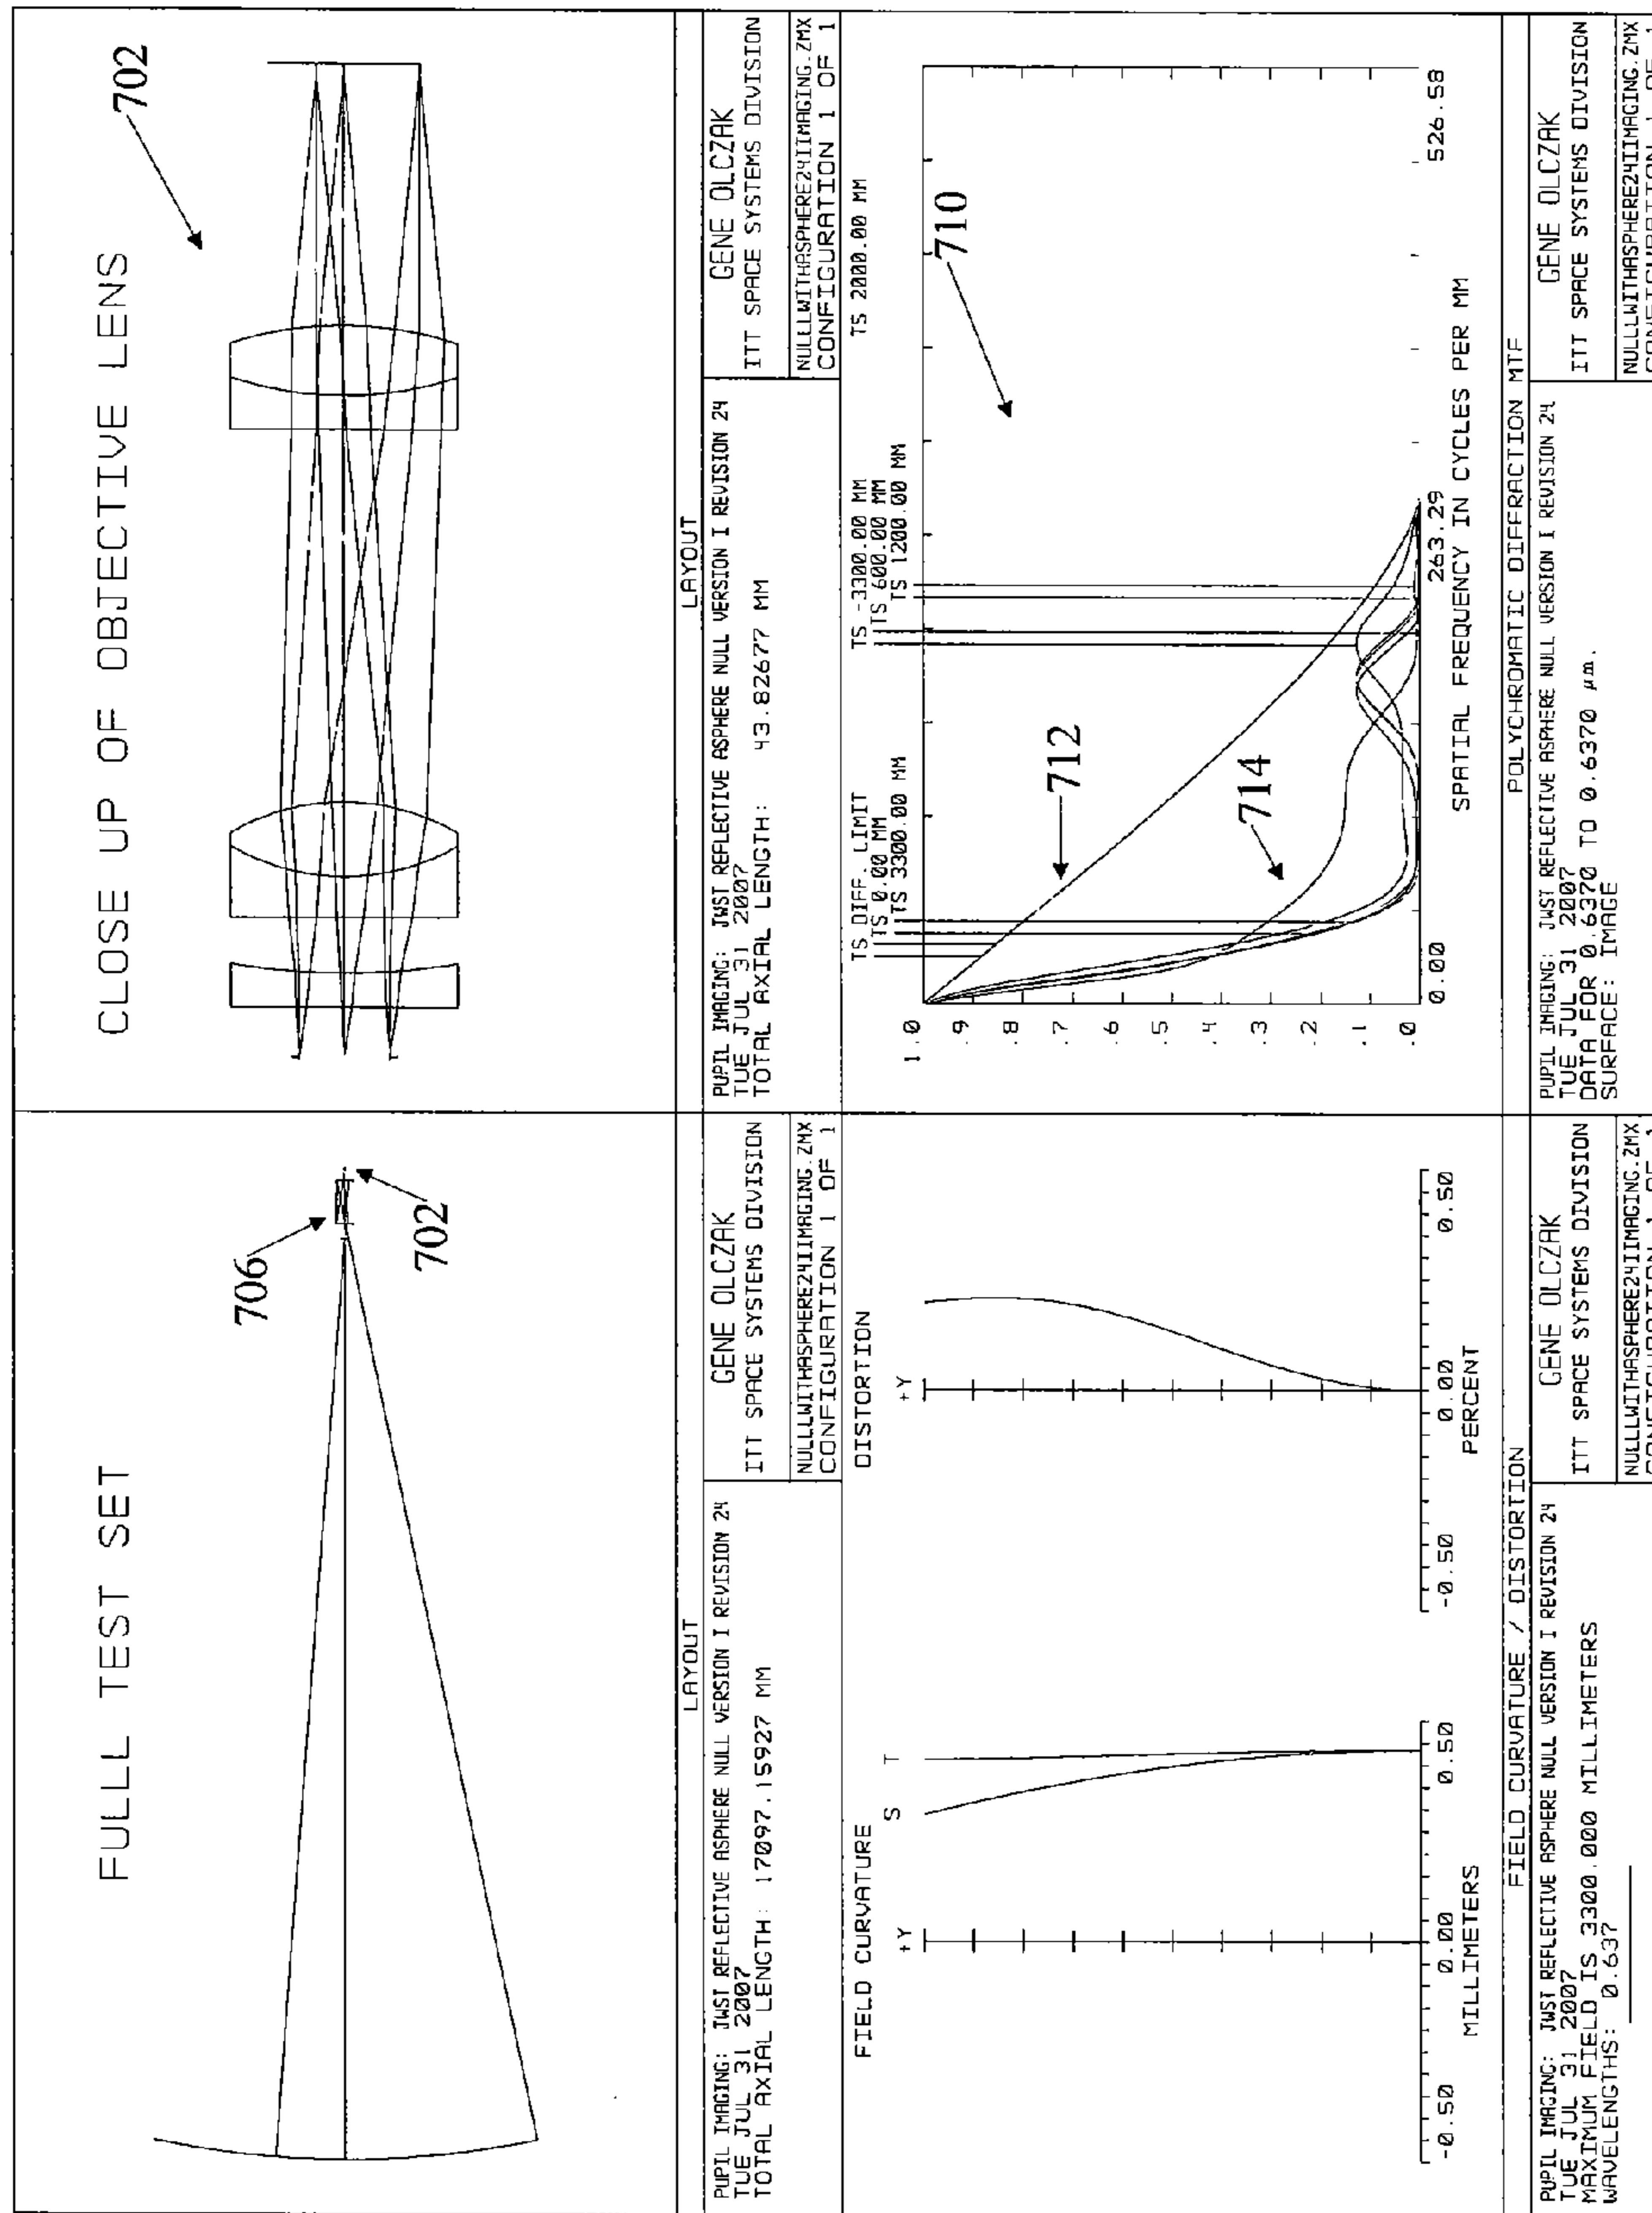 FULL TEST SET
706
702
LAYOUT
PUPIL IMAGING: JWST REFLECTIVE ASPHERE NULL VERSION I REVISION 24
TUE JUL 31 2007
TOTAL AXIAL LENGTH: 17097.15927 MM
GENE OLCZAK
ITT SPACE SYSTEMS DIVISION
NULLLWITHASPHERE24IIMAGING.ZMX
CONFIGURATION 1 OF 1
CLOSE UP OF OBJECTIVE LENS
702
LAYOUT
PUPIL IMAGING: JWST REFLECTIVE ASPHERE NULL VERSION I REVISION 24
TUE JUL 31 2007
TOTAL AXIAL LENGTH: 43.82677 MM
GENE OLCZAK
ITT SPACE SYSTEMS DIVISION
NULLLWITHASPHERE24IIMAGING.ZMX
CONFIGURATION 1 OF 1
FIELD CURVATURE
+Y
S T
-0.50 0.00 0.50
MILLIMETERS
DISTORTION
+Y
-0.50 0.00 0.50
PERCENT
FIELD CURVATURE / DISTORTION
PUPIL IMAGING: JWST REFLECTIVE ASPHERE NULL VERSION I REVISION 24
TUE JUL 31 2007
MAXIMUM FIELD IS 3300.000 MILLIMETERS
WAVELENGTHS: 0.637
GENE OLCZAK
ITT SPACE SYSTEMS DIVISION
NULLLWITHASPHERE24IIMAGING.ZMX
CONFIGURATION 1 OF 1
TS DIFF. LIMIT
TS 0.00 MM
TS 3300.00 MM
TS -3300.00 MM
TS 600.00 MM
TS 1200.00 MM
TS 2000.00 MM
710
712
714
1.0
.9
.8
.7
.6
.5
.4
.3
.2
.1
.0
0.00 263.29 526.58
SPATIAL FREQUENCY IN CYCLES PER MM
POLYCHROMATIC DIFFRACTION MTF
PUPIL IMAGING: JWST REFLECTIVE ASPHERE NULL VERSION I REVISION 24
TUE JUL 31 2007
DATA FOR 0.6370 TO 0.6370 µm.
SURFACE: IMAGE
GENE OLCZAK
ITT SPACE SYSTEMS DIVISION
NULLLWITHASPHERE24IIMAGING.ZMX
CONFIGURATION 1 OF 1